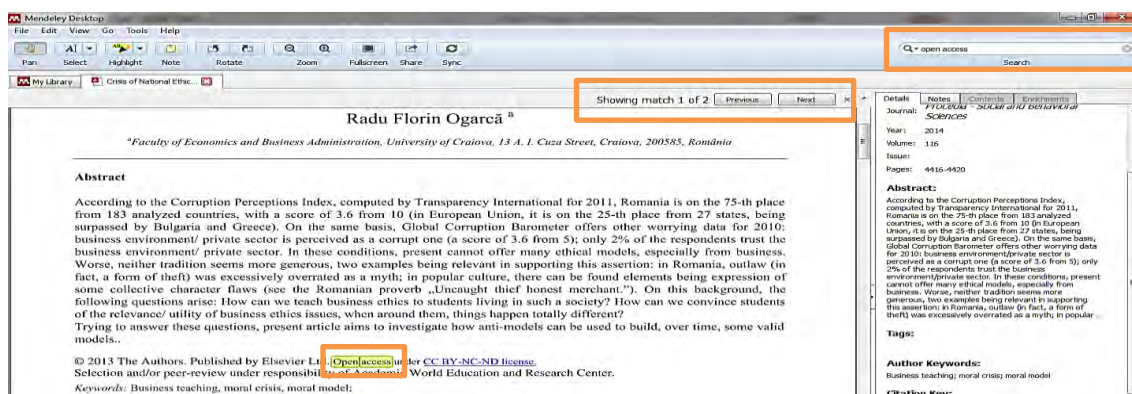 Mendeley Desktop
File Edit View Go Tools Help
Pan Select Highlight Note Rotate Zoom Fullscreen Share Sync
open access
Search
My Library Crisis of National Ethic...
Showing match 1 of 2 Previous Next
Radu Florin Ogarcă a
aFaculty of Economics and Business Administration, University of Craiova, 13 A. I. Cuza Street, Craiova, 200585, România
Abstract
According to the Corruption Perceptions Index, computed by Transparency International for 2011, Romania is on the 75-th place
from 183 analyzed countries, with a score of 3.6 from 10 (in European Union, it is on the 25-th place from 27 states, being
surpassed by Bulgaria and Greece). On the same basis, Global Corruption Barometer offers other worrying data for 2010:
business environment/ private sector is perceived as a corrupt one (a score of 3.6 from 5); only 2% of the respondents trust the
business environment/ private sector. In these conditions, present cannot offer many ethical models, especially from business.
Worse, neither tradition seems more generous, two examples being relevant in supporting this assertion: in Romania, outlaw (in
fact, a form of theft) was excessively overrated as a myth; in popular culture, there can be found elements being expression of
some collective character flaws (see the Romanian proverb „Uncaught thief honest merchant.”). On this background, the
following questions arise: How can we teach business ethics to students living in such a society? How can we convince students
of the relevance/ utility of business ethics issues, when around them, things happen totally different?
Trying to answer these questions, present article aims to investigate how anti-models can be used to build, over time, some valid
models..
© 2013 The Authors. Published by Elsevier Ltd. Open access under CC BY-NC-ND license.
Selection and/or peer-review under responsibility of Academic World Education and Research Center.
Keywords: Business teaching, moral crisis, moral model;
Details Notes Contents Enrichments
Journal: Procedia - Social and Behavioral
Sciences
Year: 2014
Volume: 116
Issue:
Pages: 4416-4420
Abstract:
According to the Corruption Perceptions Index,
computed by Transparency International for 2011,
Romania is on the 75-th place from 183 analyzed
countries, with a score of 3.6 from 10 (in European
Union, it is on the 25-th place from 27 states, being
surpassed by Bulgaria and Greece). On the same basis,
Global Corruption Barometer offers other worrying data
for 2010: business environment/private sector is
perceived as a corrupt one (a score of 3.6 from 5); only
2% of the respondents trust the business
environment/private sector. In these conditions, present
cannot offer many ethical models, especially from
business. Worse, neither tradition seems more
generous, two examples being relevant in supporting
this assertion: in Romania, outlaw (in fact, a form of
theft) was excessively overrated as a myth; in popular ..
Tags:
Author Keywords:
Business teaching; moral crisis; moral model
Citation Key: